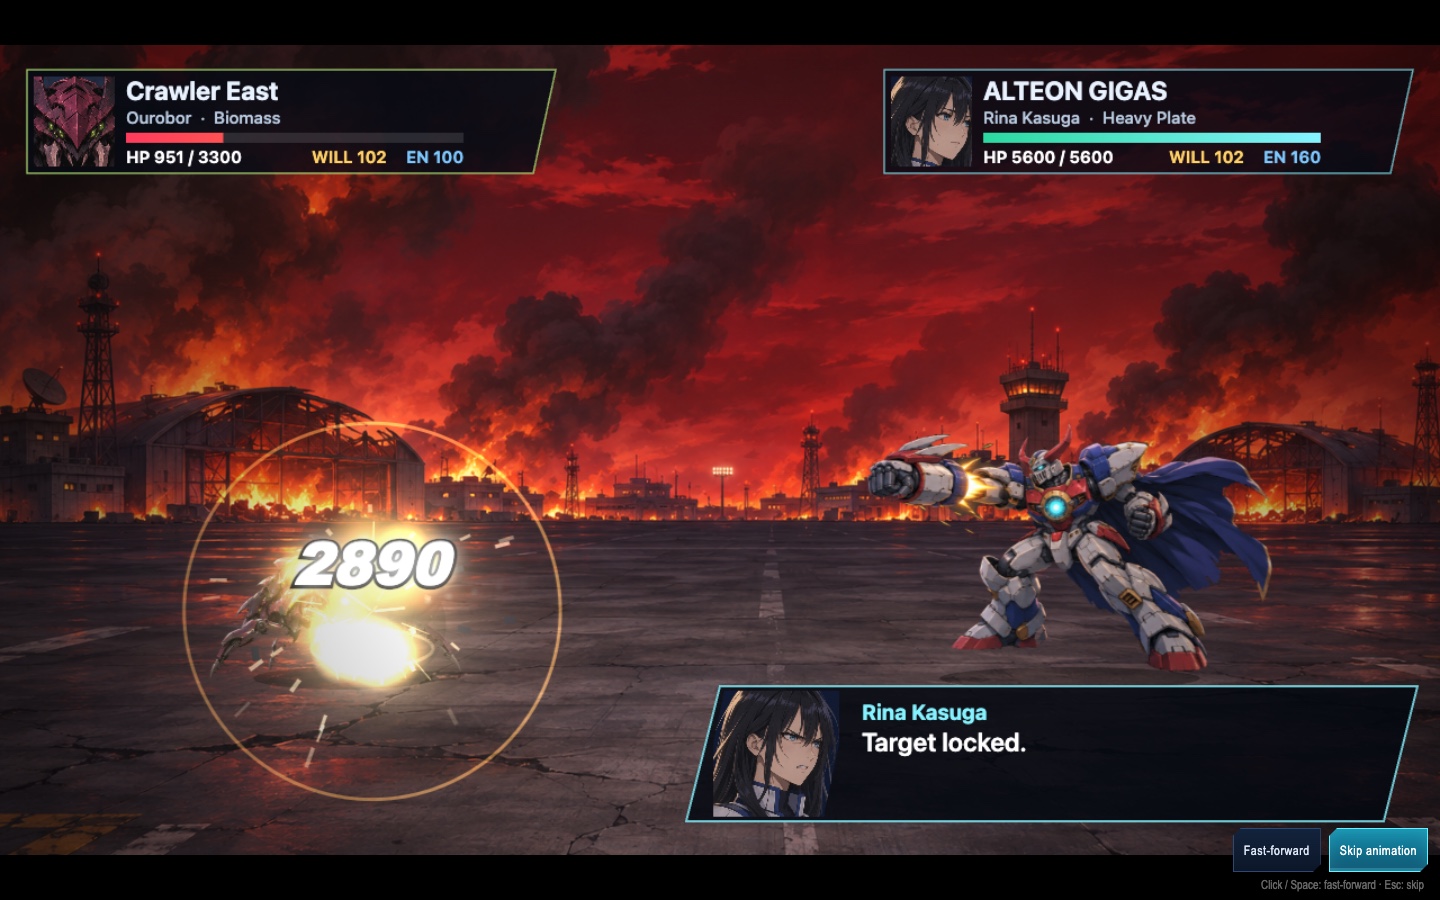 Crawler East
Ourobor · Biomass
HP 951 / 3300 WILL 102 EN 100
ALTEON GIGAS
Rina Kasuga · Heavy Plate
HP 5600 / 5600 WILL 102 EN 160
2890
Rina Kasuga
Target locked.
Fast-forward Skip animation
Click / Space: fast-forward · Esc: skip